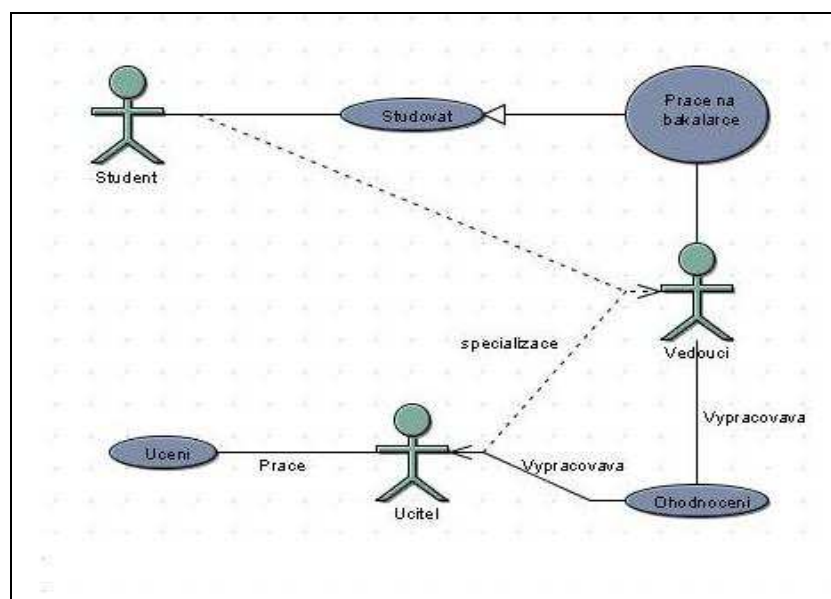 Prace na
bakalarce
Studovat
Student
Vedouci
specializace
Vypracovava
Uceni
Prace
Vypracovava
Ohodnoceni
Ucitel